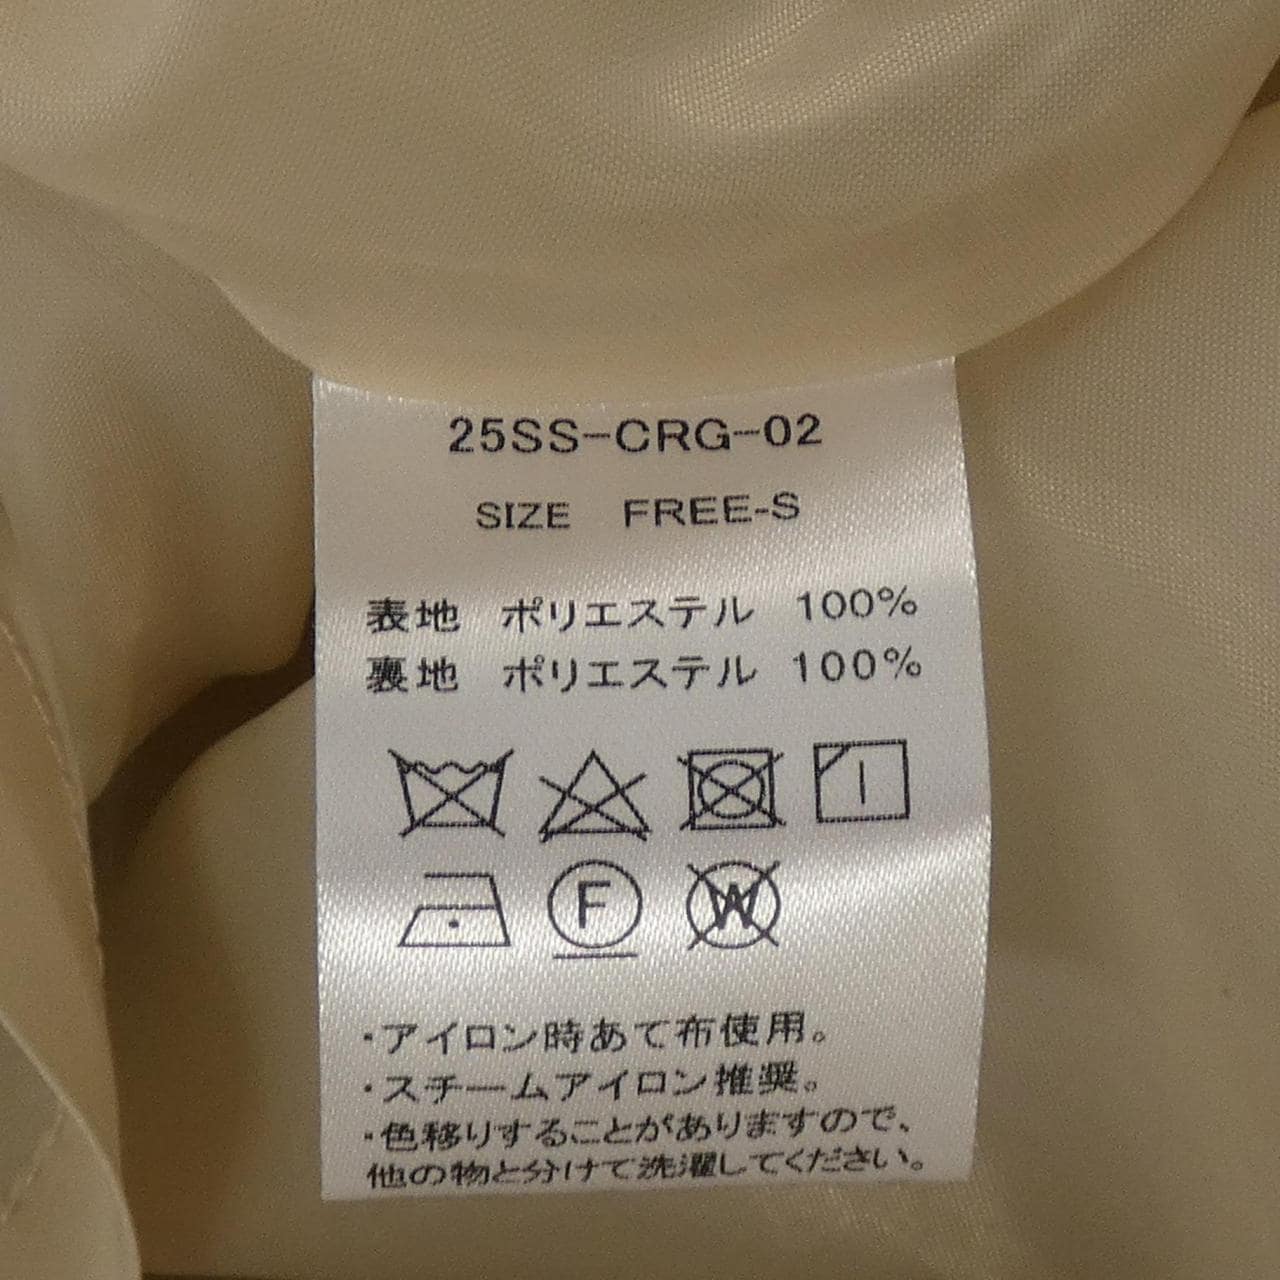 25SS-CRG-02
SIZE FREE-S
表地 ポリエステル 100%
裏地 ポリエステル 100%
F
W
・アイロン時あて布使用。
・スチームアイロン推奨。
・色移りすることがありますので、
他の物と分けて洗濯してください。